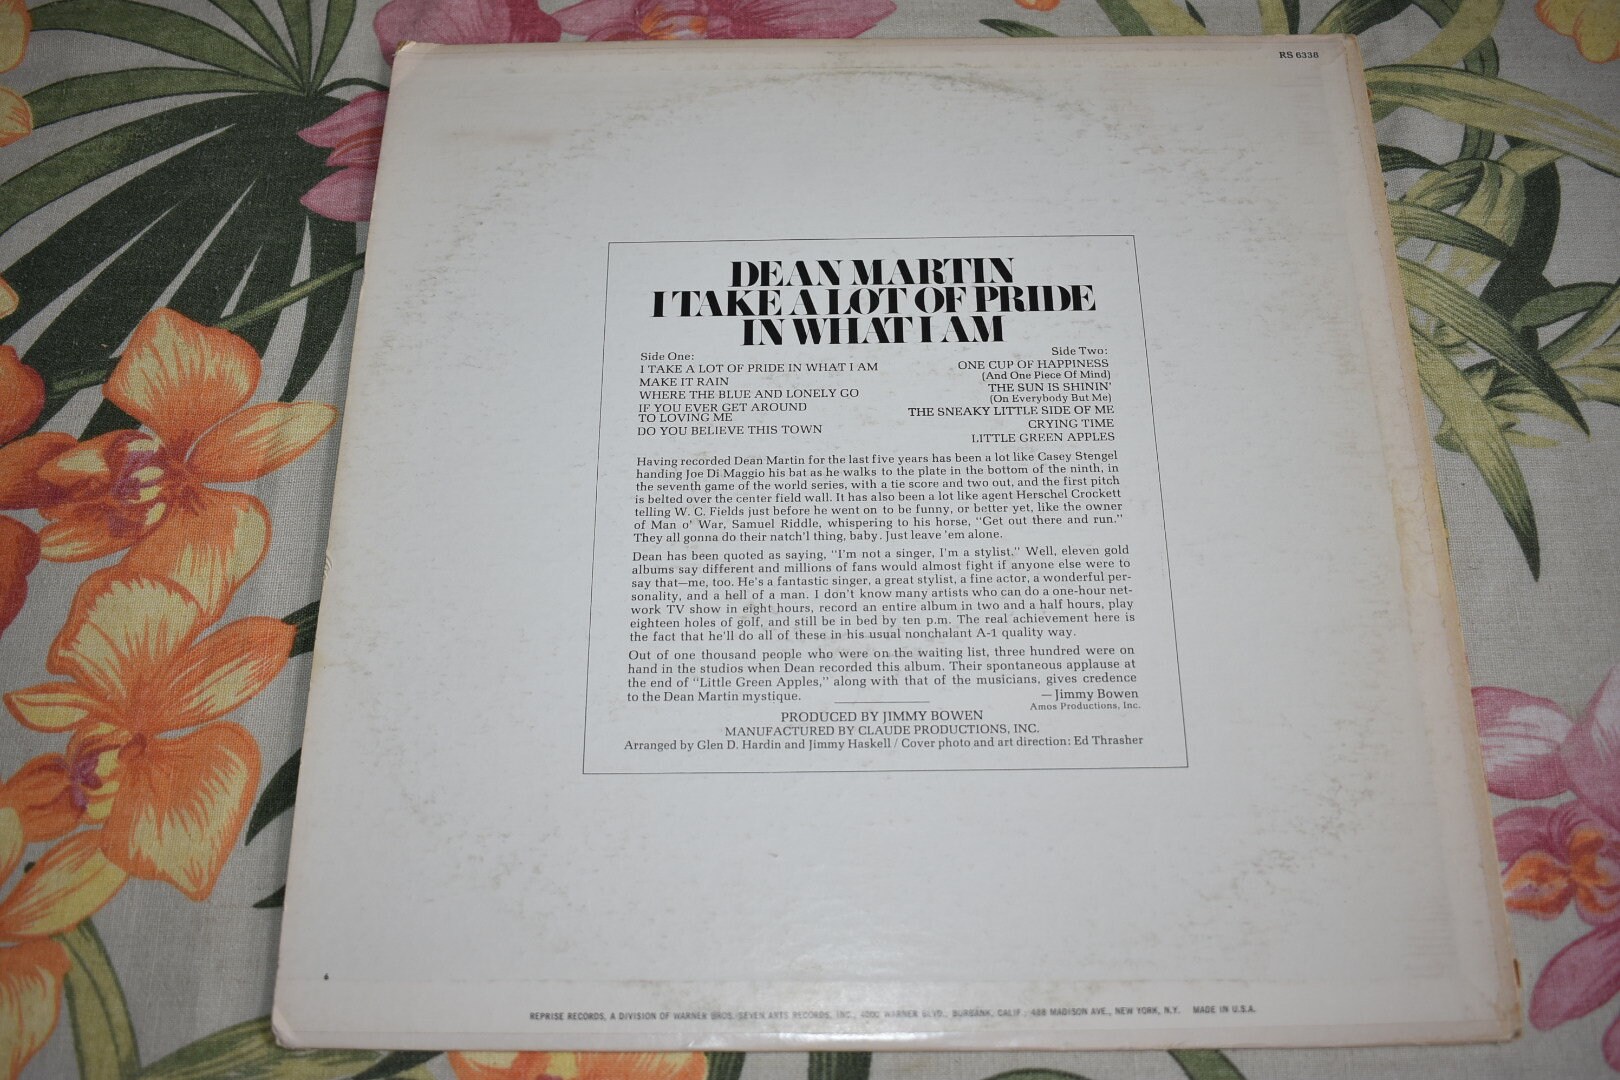 RS 6338
DEAN MARTIN
I TAKE A LOT OF PRIDE
IN WHAT I AM
Side One:
I TAKE A LOT OF PRIDE IN WHAT I AM
MAKE IT RAIN
WHERE THE BLUE AND LONELY GO
IF YOU EVER GET AROUND
TO LOVING ME
DO YOU BELIEVE THIS TOWN
Side Two:
ONE CUP OF HAPPINESS
(And One Piece Of Mind)
THE SUN IS SHININ'
(On Everybody But Me)
THE SNEAKY LITTLE SIDE OF ME
CRYING TIME
LITTLE GREEN APPLES
Having recorded Dean Martin for the last five years has been a lot like Casey Stengel
handing Joe Di Maggio his bat as he walks to the plate in the bottom of the ninth, in
the seventh game of the world series, with a tie score and two out, and the first pitch
is belted over the center field wall. It has also been a lot like agent Herschel Crockett
telling W. C. Fields just before he went on to be funny, or better yet, like the owner
of Man o' War, Samuel Riddle, whispering to his horse, "Get out there and run."
They all gonna do their natch'l thing, baby. Just leave 'em alone.
Dean has been quoted as saying, "I'm not a singer, I'm a stylist." Well, eleven gold
albums say different and millions of fans would almost fight if anyone else were to
say that—me, too. He's a fantastic singer, a great stylist, a fine actor, a wonderful per-
sonality, and a hell of a man. I don't know many artists who can do a one-hour net-
work TV show in eight hours, record an entire album in two and a half hours, play
eighteen holes of golf, and still be in bed by ten p.m. The real achievement here is
the fact that he'll do all of these in his usual nonchalant A-1 quality way.
Out of one thousand people who were on the waiting list, three hundred were on
hand in the studios when Dean recorded this album. Their spontaneous applause at
the end of "Little Green Apples," along with that of the musicians, gives credence
to the Dean Martin mystique.
— Jimmy Bowen
Amos Productions, Inc.
PRODUCED BY JIMMY BOWEN
MANUFACTURED BY CLAUDE PRODUCTIONS, INC.
Arranged by Glen D. Hardin and Jimmy Haskell / Cover photo and art direction: Ed Thrasher
REPRISE RECORDS, A DIVISION OF WARNER BROS.-SEVEN ARTS RECORDS, INC., 4000 WARNER BLVD., BURBANK, CALIF.; 488 MADISON AVE., NEW YORK, N.Y. MADE IN U.S.A.